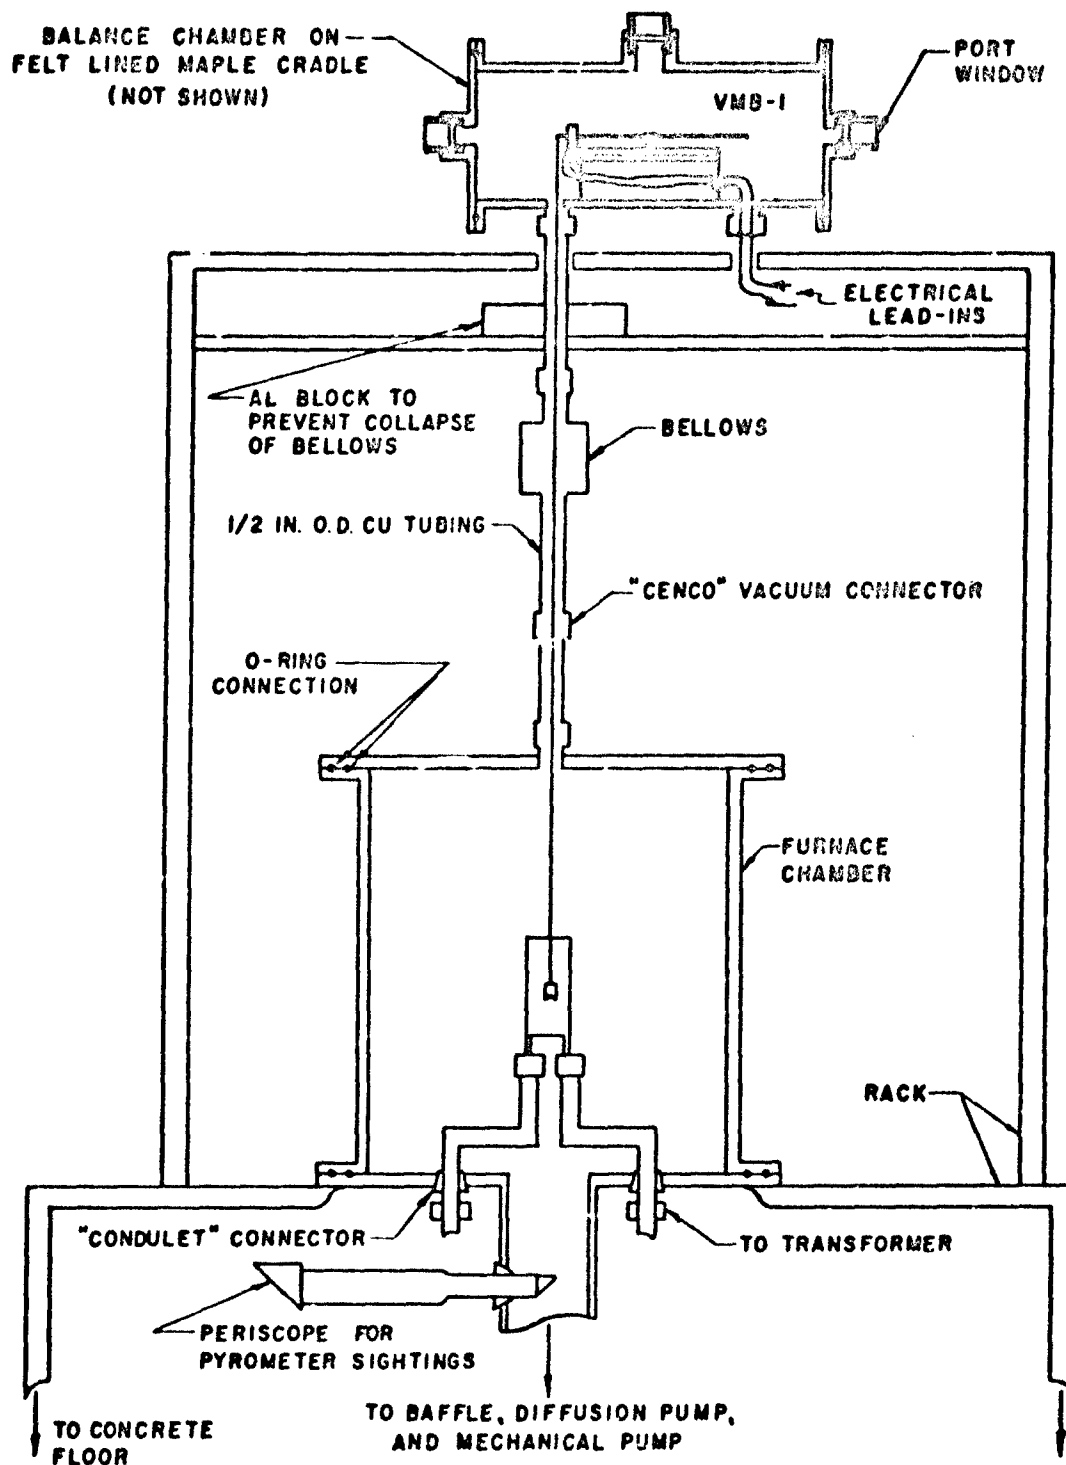 BALANCE CHAMBER ON
FELT LINED MAPLE CRADLE
(NOT SHOWN)
PORT
WINDOW
VMB-1
ELECTRICAL
LEAD-INS
AL BLOCK TO
PREVENT COLLAPSE
OF BELLOWS
BELLOWS
1/2 IN. O.D. CU TUBING
"CENCO" VACUUM CONNECTOR
O-RING
CONNECTION
FURNACE
CHAMBER
RACK
"CONDULET" CONNECTOR
TO TRANSFORMER
PERISCOPE FOR
PYROMETER SIGHTINGS
TO CONCRETE
FLOOR
TO BAFFLE, DIFFUSION PUMP,
AND MECHANICAL PUMP